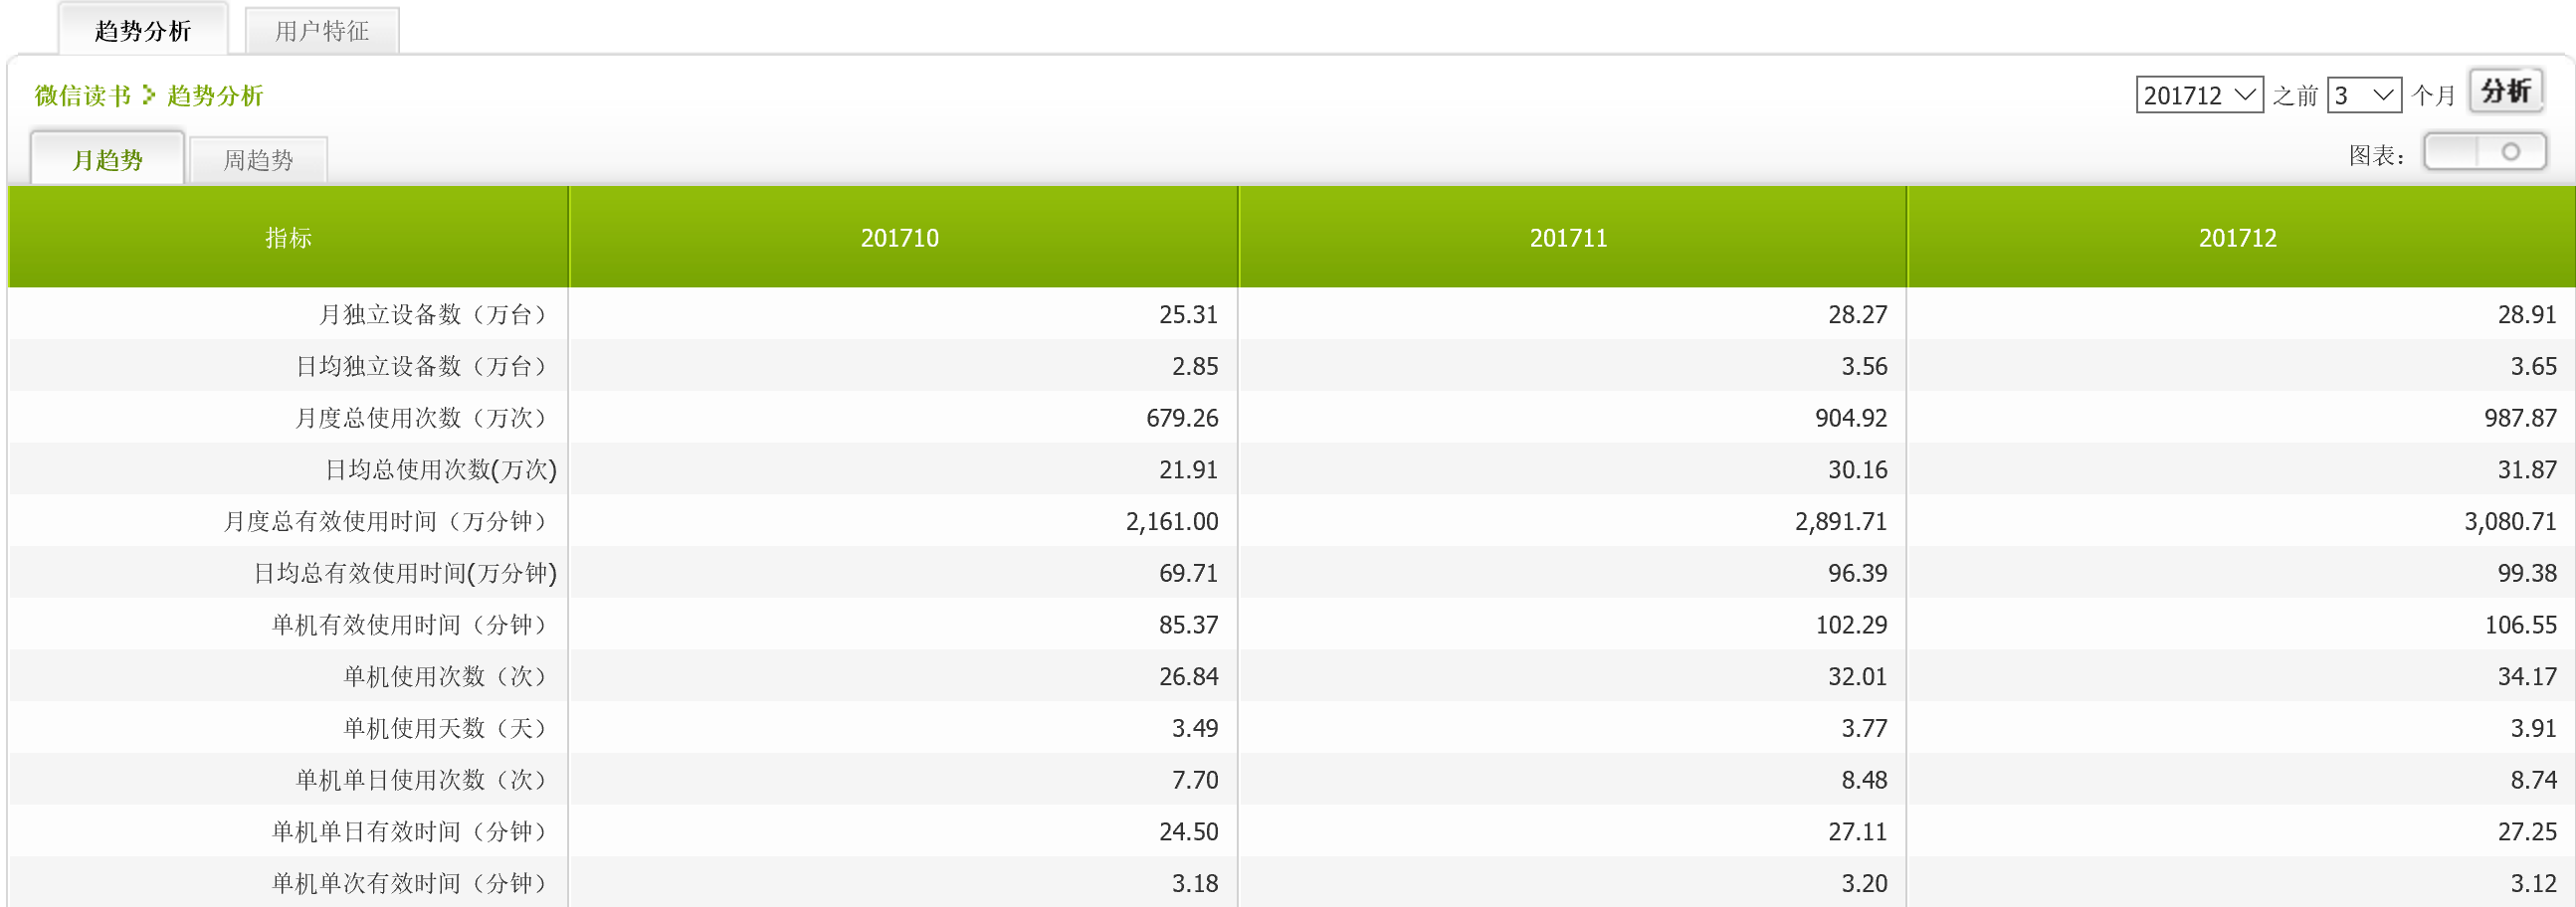 趋势分析 用户特征
微信读书 > 趋势分析 201712 之前 3 个月 分析
月趋势 周趋势 图表：
指标 201710 201711 201712
月独立设备数（万台） 25.31 28.27 28.91
日均独立设备数（万台） 2.85 3.56 3.65
月度总使用次数（万次） 679.26 904.92 987.87
日均总使用次数(万次) 21.91 30.16 31.87
月度总有效使用时间（万分钟） 2,161.00 2,891.71 3,080.71
日均总有效使用时间(万分钟) 69.71 96.39 99.38
单机有效使用时间（分钟） 85.37 102.29 106.55
单机使用次数（次） 26.84 32.01 34.17
单机使用天数（天） 3.49 3.77 3.91
单机单日使用次数（次） 7.70 8.48 8.74
单机单日有效时间（分钟） 24.50 27.11 27.25
单机单次有效时间（分钟） 3.18 3.20 3.12